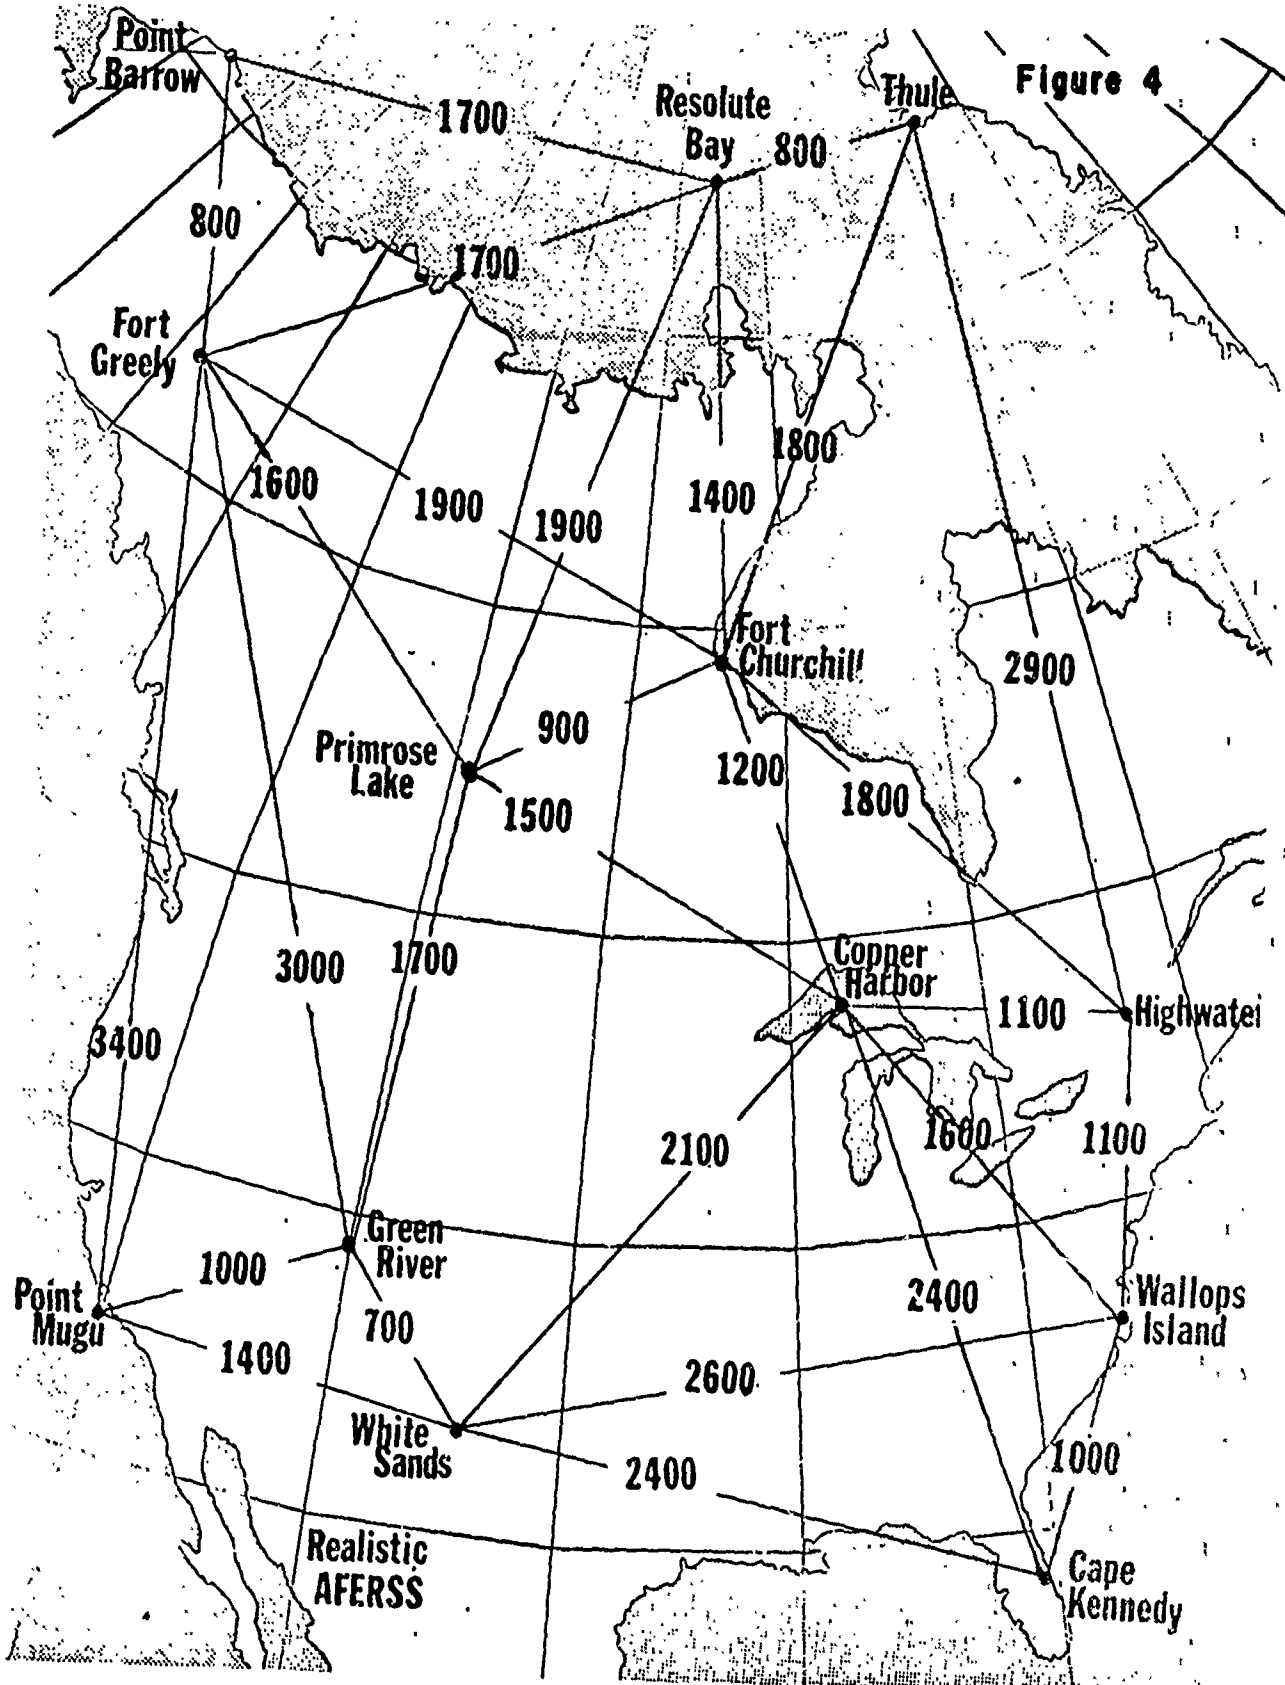 Point
Barrow
1700
Resolute
Bay
800
Thule
Figure 4
800
1700
Fort
Greely
1600
1900
1900
1400
1800
Fort
Churchill
2900
Primrose
Lake
900
1500
1200
1800
3000
1700
3400
Copper
Harbor
1100
Highwater
2100
1600
1100
Green
River
1000
Point
Mugu
700
1400
2400
Wallops
Island
2600
White
Sands
2400
1000
Realistic
AFERSS
Cape
Kennedy